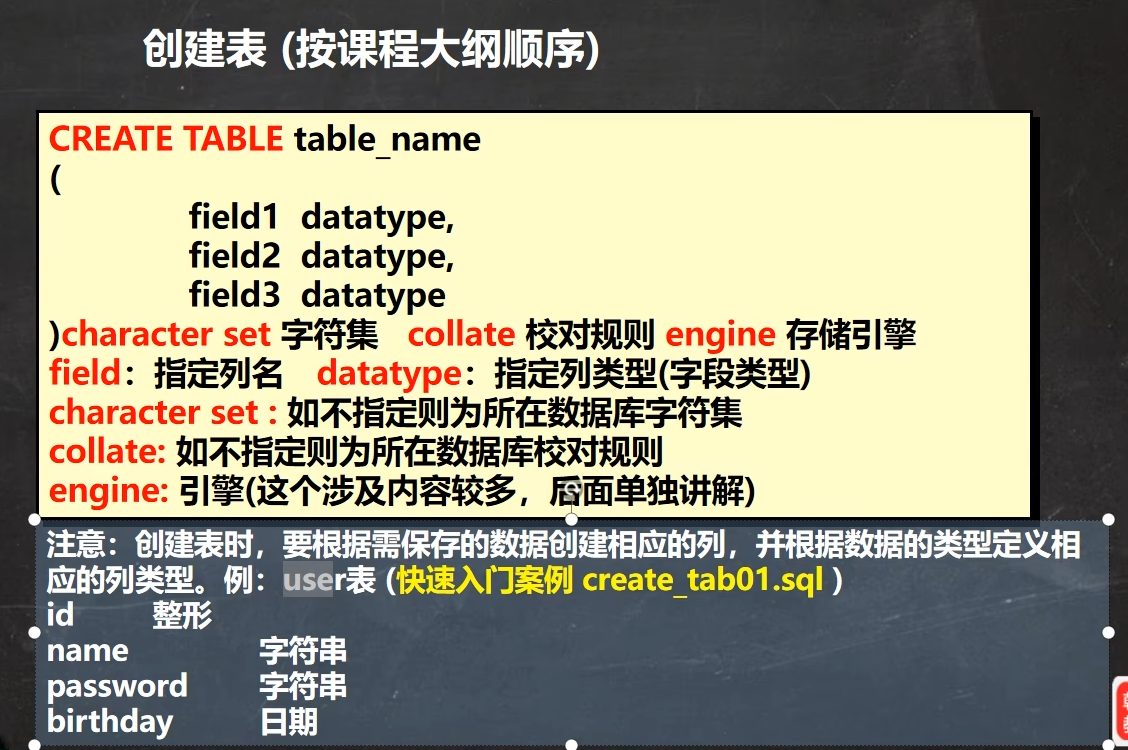 创建表 (按课程大纲顺序)
CREATE TABLE table_name
(
field1 datatype,
field2 datatype,
field3 datatype
)character set 字符集 collate 校对规则 engine 存储引擎
field：指定列名 datatype：指定列类型(字段类型)
character set : 如不指定则为所在数据库字符集
collate: 如不指定则为所在数据库校对规则
engine: 引擎(这个涉及内容较多，后面单独讲解)
注意：创建表时，要根据需保存的数据创建相应的列，并根据数据的类型定义相
应的列类型。例：user表 (快速入门案例 create_tab01.sql )
id 整形
name 字符串
password 字符串
birthday 日期